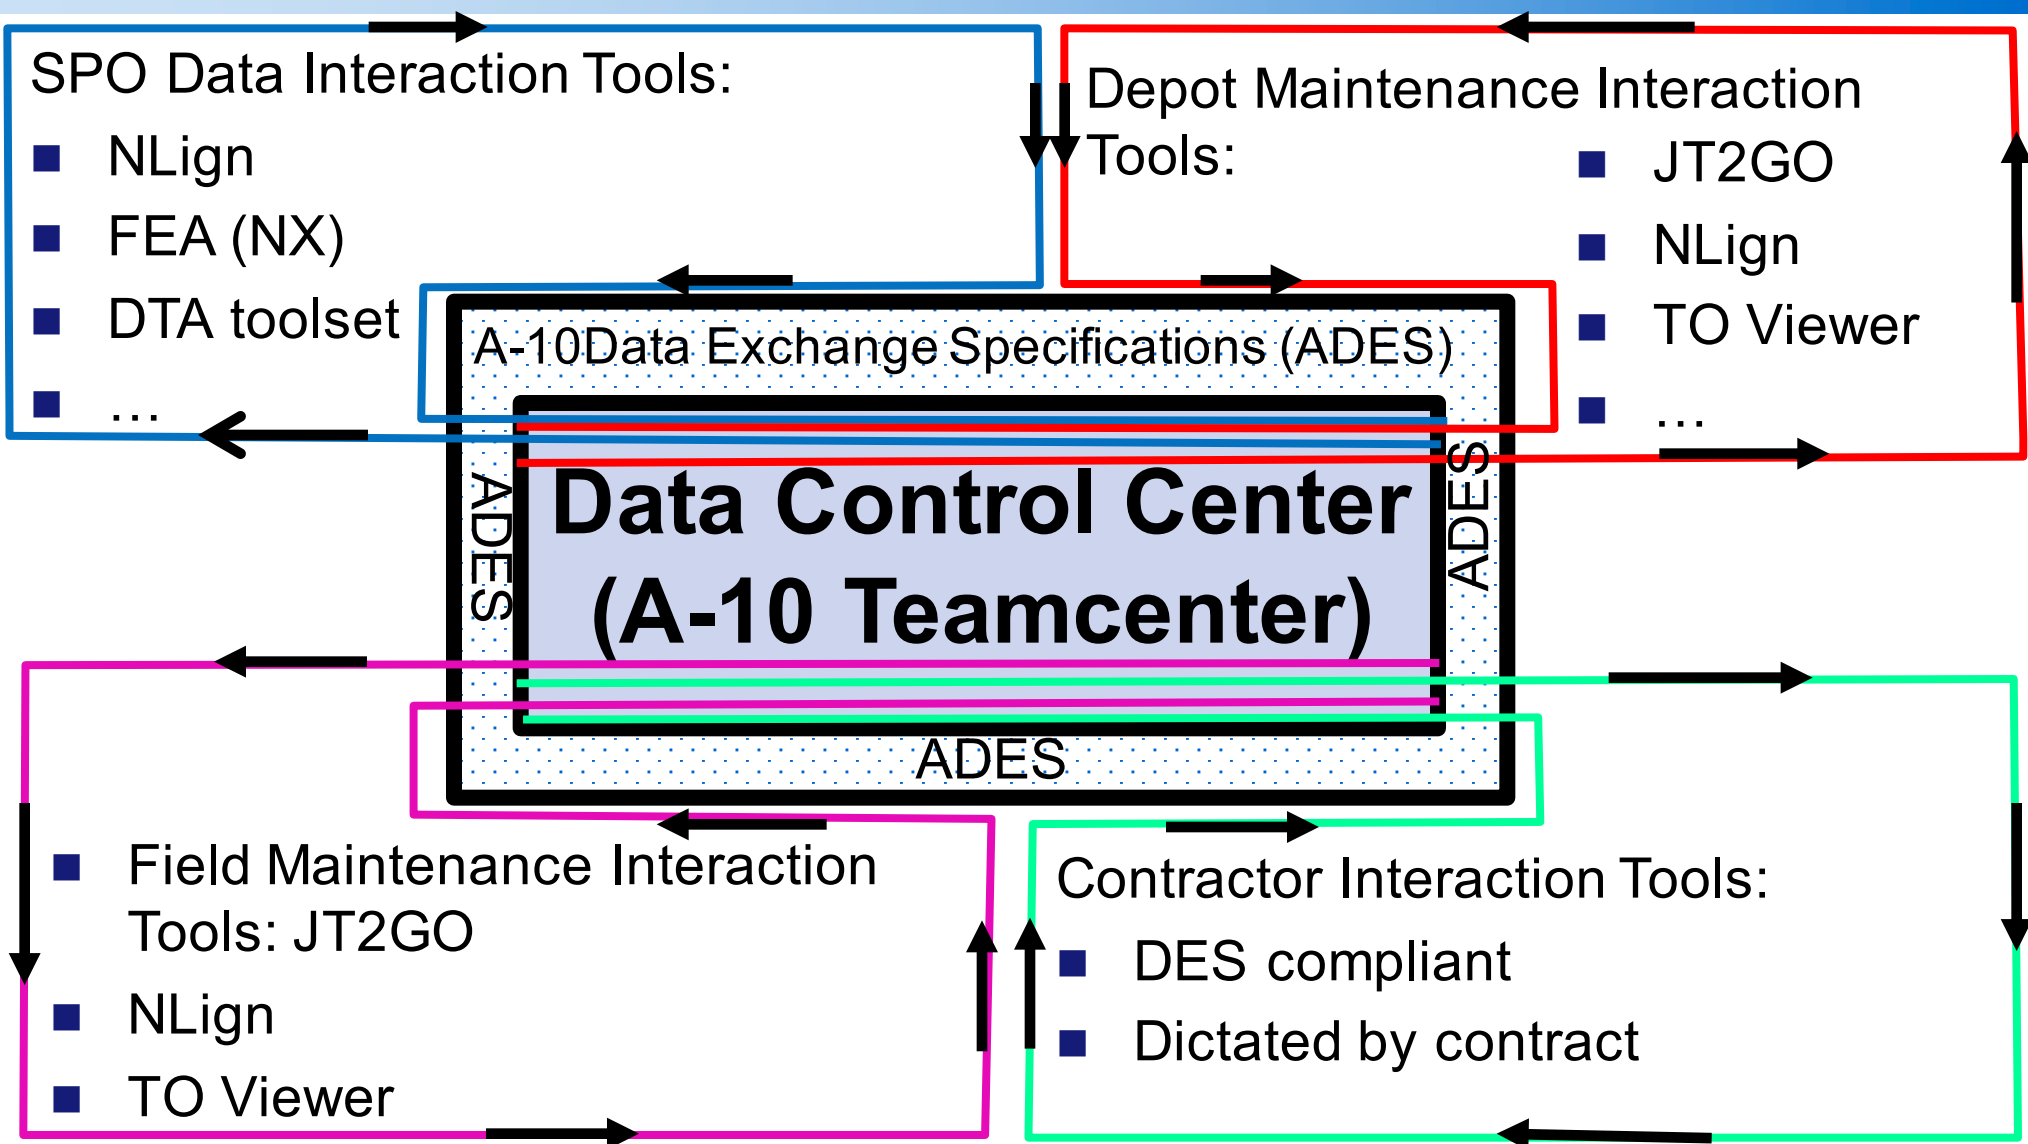 SPO Data Interaction Tools:
NLign
FEA (NX)
DTA toolset
…
Depot Maintenance Interaction
Tools:
JT2GO
NLign
TO Viewer
…
A-10Data Exchange Specifications (ADES)
ADES
ADES
Data Control Center
(A-10 Teamcenter)
ADES
Field Maintenance Interaction
Tools: JT2GO
NLign
TO Viewer
Contractor Interaction Tools:
DES compliant
Dictated by contract